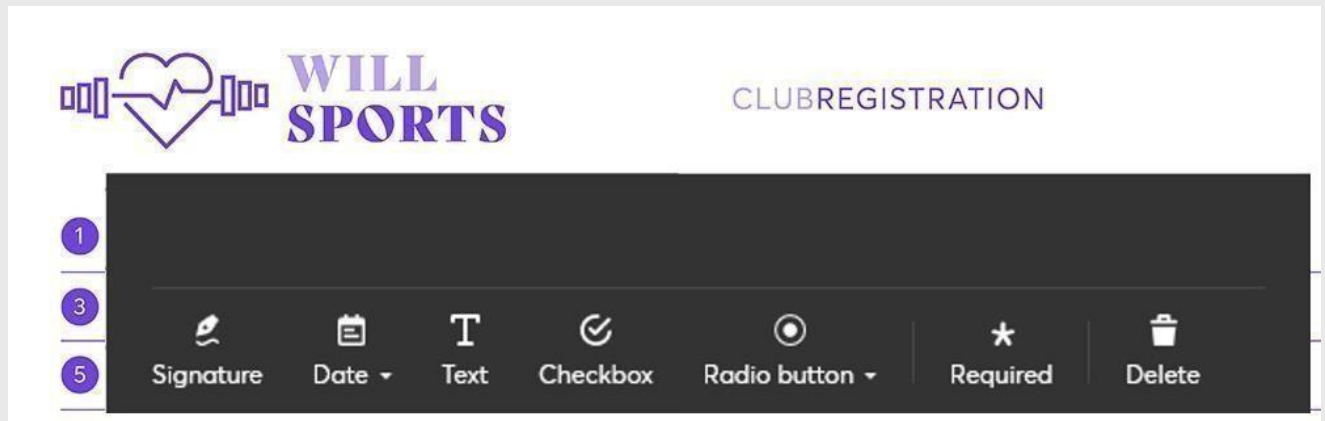 WILL
SPORTS
CLUBREGISTRATION
1
3
5
Signature Date Text Checkbox Radio button Required Delete